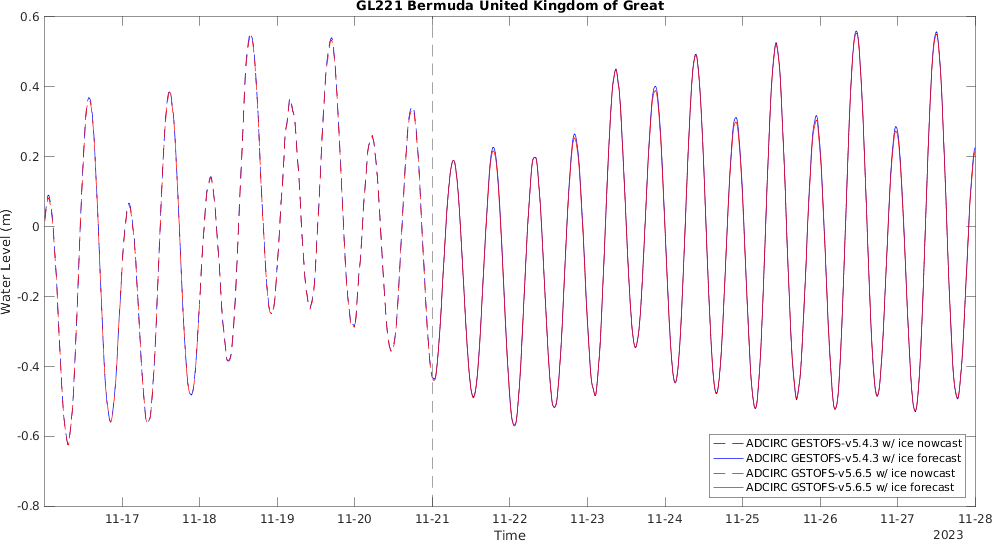 GL221 Bermuda United Kingdom of Great
Water Level (m)
0.6
0.4
0.2
0
-0.2
-0.4
-0.6
-0.8
ADCIRC GESTOFS-v5.4.3 w/ ice nowcast
ADCIRC GESTOFS-v5.4.3 w/ ice forecast
ADCIRC GSTOFS-v5.6.5 w/ ice nowcast
ADCIRC GSTOFS-v5.6.5 w/ ice forecast
11-17 11-18 11-19 11-20 11-21 11-22 11-23 11-24 11-25 11-26 11-27 11-28
Time
2023